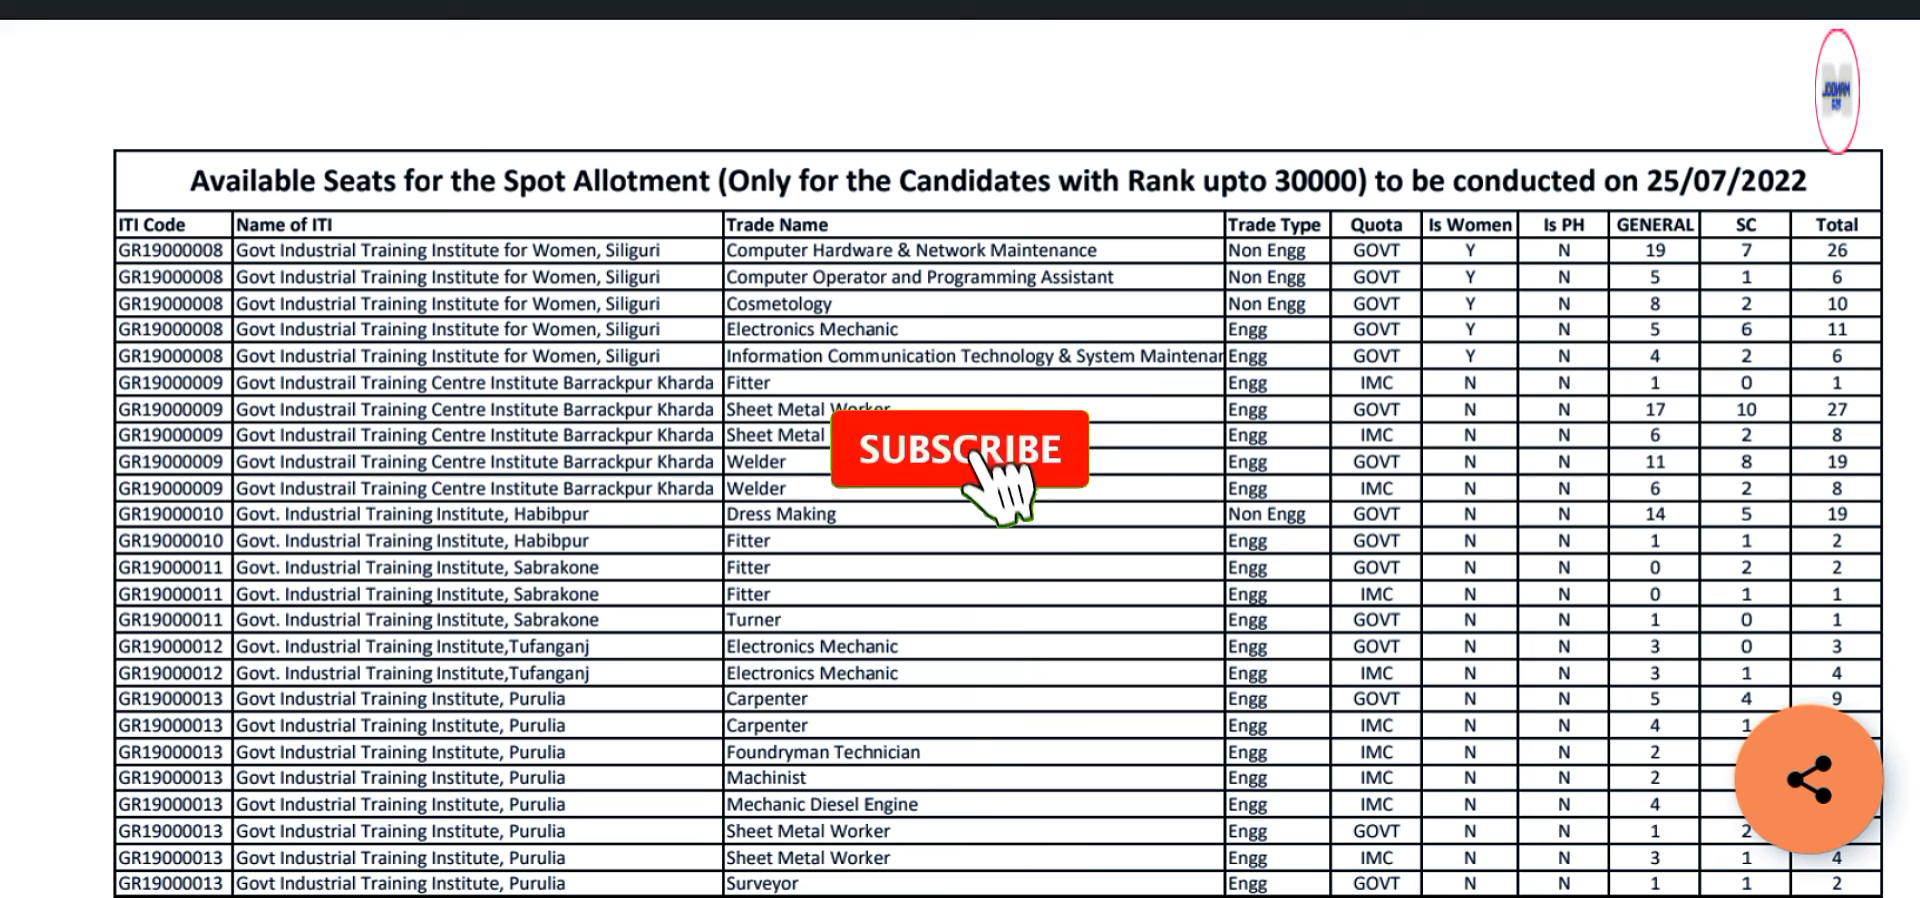 Available Seats for the Spot Allotment (Only for the Candidates with Rank upto 30000) to be conducted on 25/07/2022
ITI Code Name of ITI Trade Name Trade Type Quota Is Women Is PH GENERAL SC Total
GR19000008 Govt Industrial Training Institute for Women, Siliguri Computer Hardware & Network Maintenance Non Engg GOVT Y N 19 7 26
GR19000008 Govt Industrial Training Institute for Women, Siliguri Computer Operator and Programming Assistant Non Engg GOVT Y N 5 1 6
GR19000008 Govt Industrial Training Institute for Women, Siliguri Cosmetology Non Engg GOVT Y N 8 2 10
GR19000008 Govt Industrial Training Institute for Women, Siliguri Electronics Mechanic Engg GOVT Y N 5 6 11
GR19000008 Govt Industrial Training Institute for Women, Siliguri Information Communication Technology & System Maintenar Engg GOVT Y N 4 2 6
GR19000009 Govt Industrail Training Centre Institute Barrackpur Kharda Fitter Engg IMC N N 1 0 1
GR19000009 Govt Industrail Training Centre Institute Barrackpur Kharda Sheet Metal Worker Engg GOVT N N 17 10 27
GR19000009 Govt Industrail Training Centre Institute Barrackpur Kharda Sheet Metal Engg IMC N N 6 2 8
SUBSCRIBE
GR19000009 Govt Industrail Training Centre Institute Barrackpur Kharda Welder Engg GOVT N N 11 8 19
GR19000009 Govt Industrail Training Centre Institute Barrackpur Kharda Welder Engg IMC N N 6 2 8
GR19000010 Govt. Industrial Training Institute, Habibpur Dress Making Non Engg GOVT N N 14 5 19
GR19000010 Govt. Industrial Training Institute, Habibpur Fitter Engg GOVT N N 1 1 2
GR19000011 Govt. Industrial Training Institute, Sabrakone Fitter Engg GOVT N N 0 2 2
GR19000011 Govt. Industrial Training Institute, Sabrakone Fitter Engg IMC N N 0 1 1
GR19000011 Govt. Industrial Training Institute, Sabrakone Turner Engg GOVT N N 1 0 1
GR19000012 Govt. Industrial Training Institute,Tufanganj Electronics Mechanic Engg GOVT N N 3 0 3
GR19000012 Govt. Industrial Training Institute,Tufanganj Electronics Mechanic Engg IMC N N 3 1 4
GR19000013 Govt Industrial Training Institute, Purulia Carpenter Engg GOVT N N 5 4 9
GR19000013 Govt Industrial Training Institute, Purulia Carpenter Engg IMC N N 4 1
GR19000013 Govt Industrial Training Institute, Purulia Foundryman Technician Engg IMC N N 2
GR19000013 Govt Industrial Training Institute, Purulia Machinist Engg IMC N N 2
GR19000013 Govt Industrial Training Institute, Purulia Mechanic Diesel Engine Engg IMC N N 4
GR19000013 Govt Industrial Training Institute, Purulia Sheet Metal Worker Engg GOVT N N 1 2
GR19000013 Govt Industrial Training Institute, Purulia Sheet Metal Worker Engg IMC N N 3 1 4
GR19000013 Govt Industrial Training Institute, Purulia Surveyor Engg GOVT N N 1 1 2